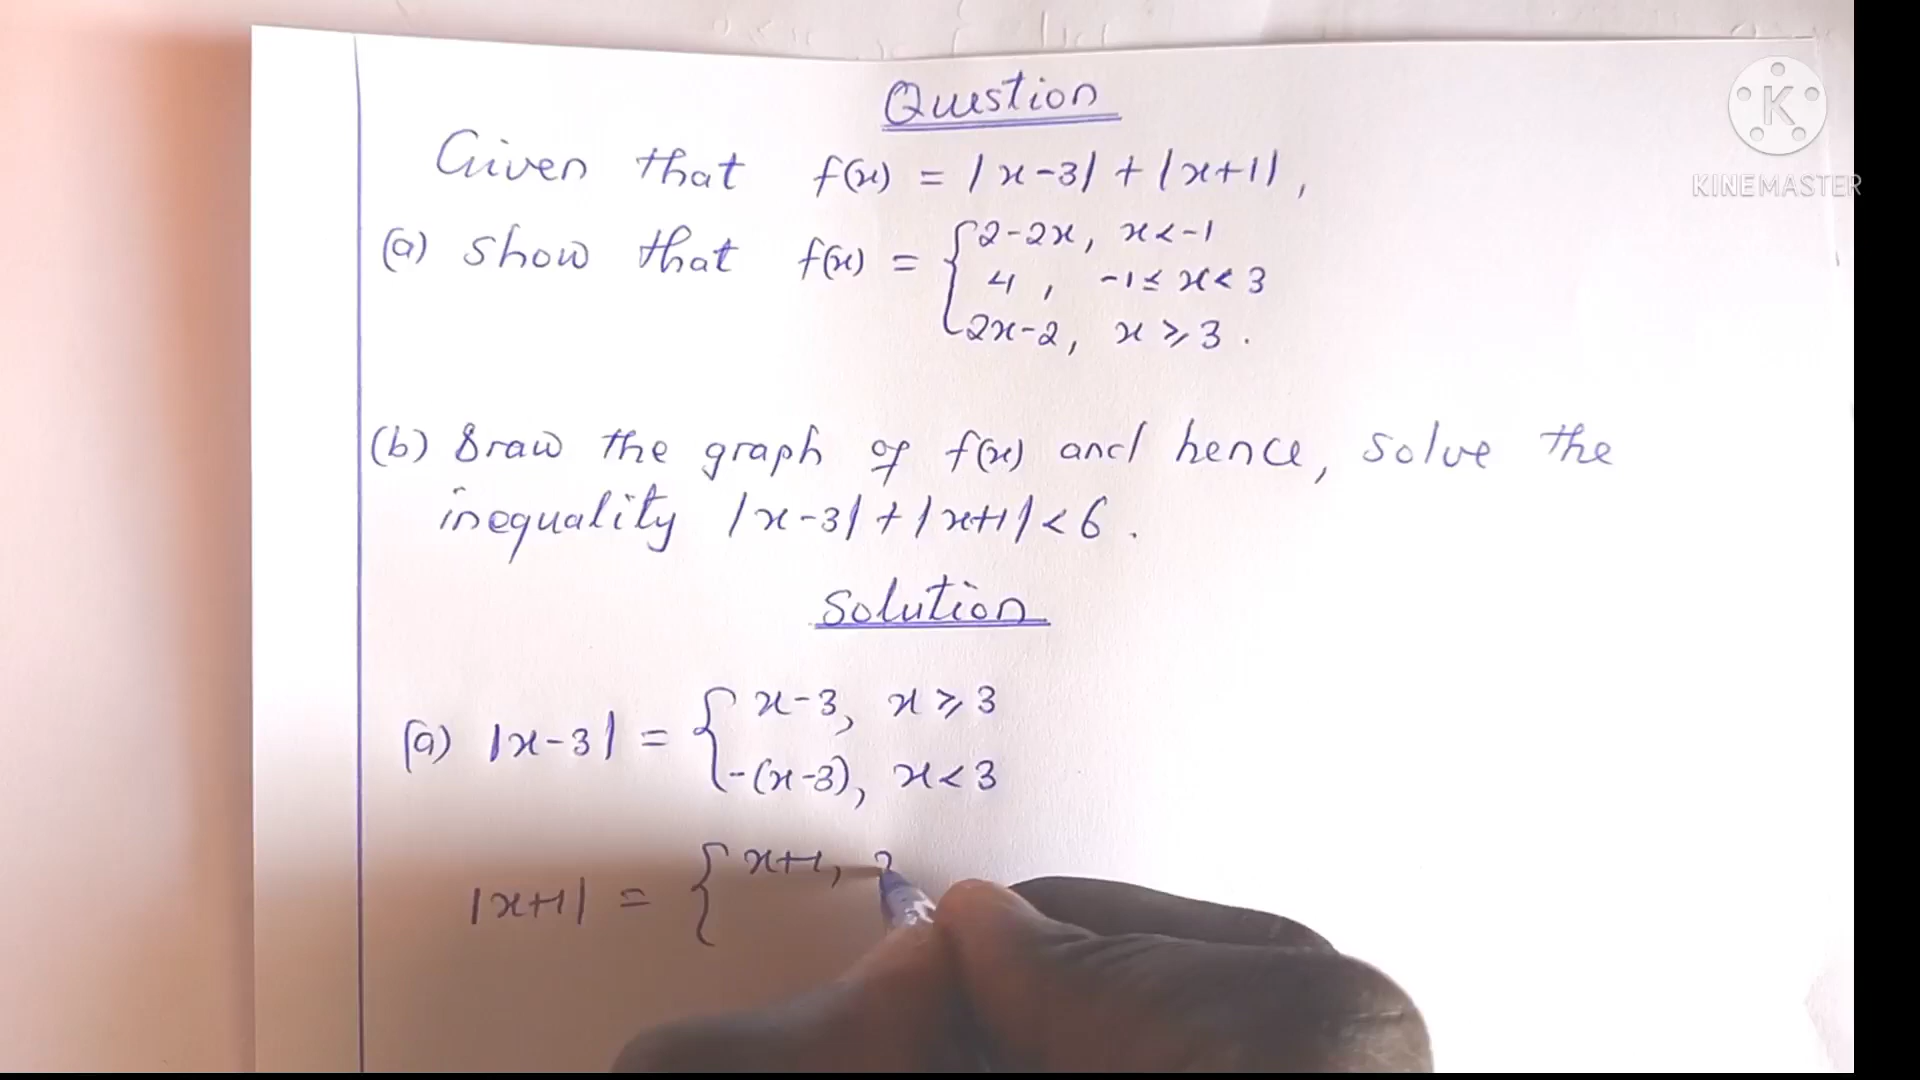 Question
Given that f(x) = |x-3| + |x+1|,
(a) show that f(x) = { 2-2x, x < -1
4, -1 ≤ x < 3
2x-2, x ≥ 3.
(b) Draw the graph of f(x) and hence, solve the
inequality |x-3| + |x+1| < 6.
Solution
(a) |x-3| = { x-3, x ≥ 3
-(x-3), x < 3
|x+1| = { x+1,
K
KINEMASTER